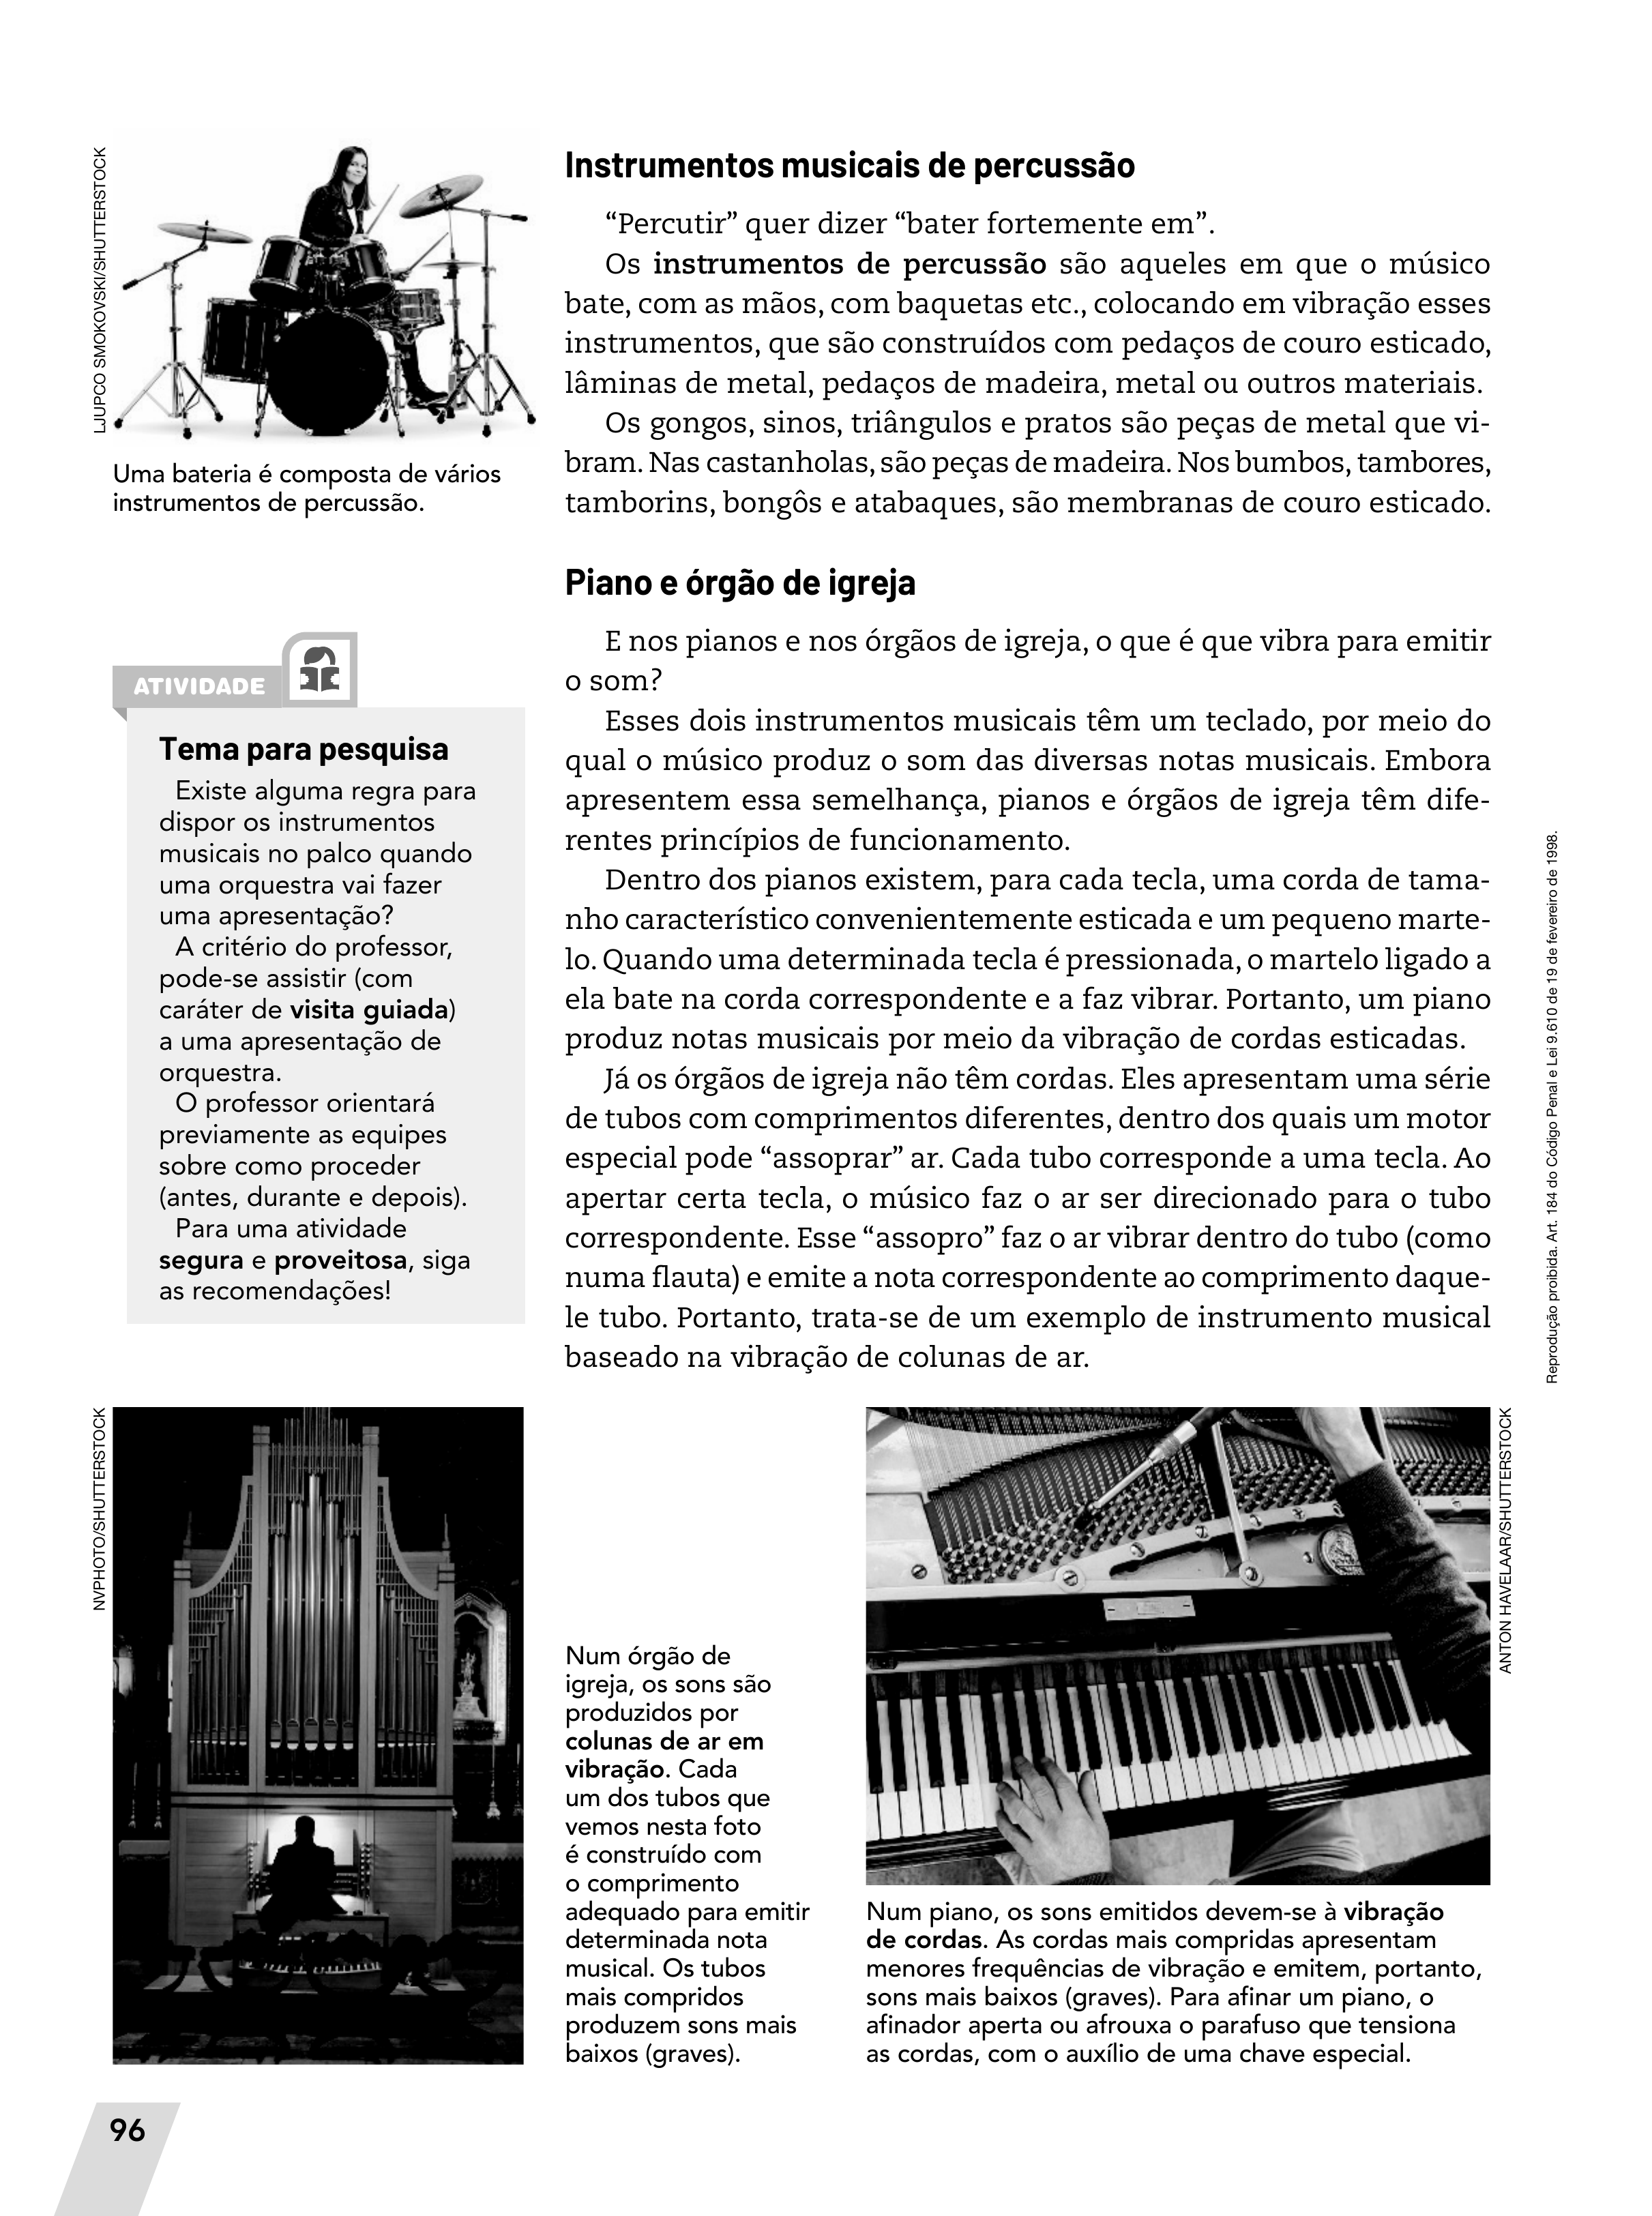 LJUPCO SMOKOVSKI/SHUTTERSTOCK
Uma bateria é composta de vários
instrumentos de percussão.
Instrumentos musicais de percussão
“Percutir” quer dizer “bater fortemente em”.
Os instrumentos de percussão são aqueles em que o músico
bate, com as mãos, com baquetas etc., colocando em vibração esses
instrumentos, que são construídos com pedaços de couro esticado,
lâminas de metal, pedaços de madeira, metal ou outros materiais.
Os gongos, sinos, triângulos e pratos são peças de metal que vi-
bram. Nas castanholas, são peças de madeira. Nos bumbos, tambores,
tamborins, bongôs e atabaques, são membranas de couro esticado.
Piano e órgão de igreja
E nos pianos e nos órgãos de igreja, o que é que vibra para emitir
o som?
Esses dois instrumentos musicais têm um teclado, por meio do
qual o músico produz o som das diversas notas musicais. Embora
apresentem essa semelhança, pianos e órgãos de igreja têm dife-
rentes princípios de funcionamento.
Dentro dos pianos existem, para cada tecla, uma corda de tama-
nho característico convenientemente esticada e um pequeno marte-
lo. Quando uma determinada tecla é pressionada, o martelo ligado a
ela bate na corda correspondente e a faz vibrar. Portanto, um piano
produz notas musicais por meio da vibração de cordas esticadas.
Já os órgãos de igreja não têm cordas. Eles apresentam uma série
de tubos com comprimentos diferentes, dentro dos quais um motor
especial pode “assoprar” ar. Cada tubo corresponde a uma tecla. Ao
apertar certa tecla, o músico faz o ar ser direcionado para o tubo
correspondente. Esse “assopro” faz o ar vibrar dentro do tubo (como
numa flauta) e emite a nota correspondente ao comprimento daque-
le tubo. Portanto, trata-se de um exemplo de instrumento musical
baseado na vibração de colunas de ar.
ATIVIDADE
Tema para pesquisa
Existe alguma regra para
dispor os instrumentos
musicais no palco quando
uma orquestra vai fazer
uma apresentação?
A critério do professor,
pode-se assistir (com
caráter de visita guiada)
a uma apresentação de
orquestra.
O professor orientará
previamente as equipes
sobre como proceder
(antes, durante e depois).
Para uma atividade
segura e proveitosa, siga
as recomendações!
Reprodução proibida. Art. 184 do Código Penal e Lei 9.610 de 19 de fevereiro de 1998.
NVPHOTO/SHUTTERSTOCK
Num órgão de
igreja, os sons são
produzidos por
colunas de ar em
vibração. Cada
um dos tubos que
vemos nesta foto
é construído com
o comprimento
adequado para emitir
determinada nota
musical. Os tubos
mais compridos
produzem sons mais
baixos (graves).
ANTON HAVELAAR/SHUTTERSTOCK
Num piano, os sons emitidos devem-se à vibração
de cordas. As cordas mais compridas apresentam
menores frequências de vibração e emitem, portanto,
sons mais baixos (graves). Para afinar um piano, o
afinador aperta ou afrouxa o parafuso que tensiona
as cordas, com o auxílio de uma chave especial.
96